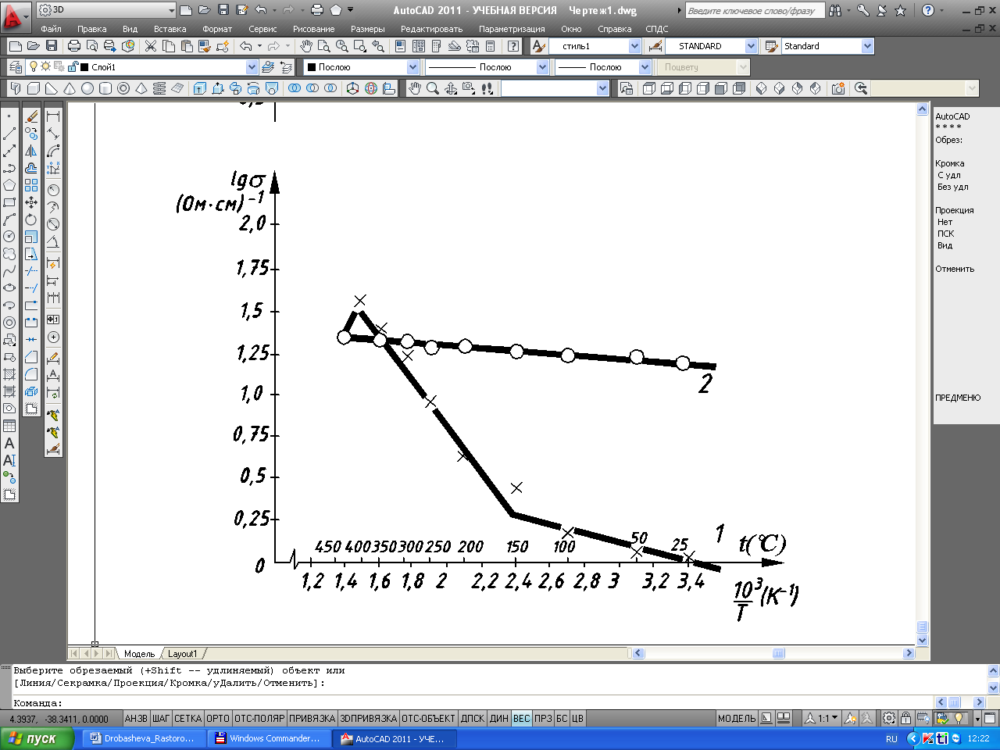 3D
AutoCAD 2011 - УЧЕБНАЯ ВЕРСИЯ Чертеж1.dwg
Введите ключевое слово/фразу
Файл Правка Вид Вставка Формат Сервис Рисование Размеры Редактировать Параметризация Окно Справка СПДС
стиль1 STANDARD Standard
Слой1 Послою Послою Послою Поцвету
AutoCAD
* * * *
Обрез:
Кромка
С удл
Без удл
Проекция
Нет
ПСК
Вид
Отменить
ПРЕДМЕНЮ
lgσ
(Ом·см)⁻¹
2,0
1,75
1,5
1,25
1,0
0,75
0,5
0,25
0
2
1
450 400 350 300 250 200 150 100 50 25 t(°C)
1,2 1,4 1,6 1,8 2 2,2 2,4 2,6 2,8 3 3,2 3,4
10³/T (K⁻¹)
Модель Layout1
Выберите обрезаемый (+Shift -- удлиняемый) объект или
[Линия/Секрамка/Проекция/Кромка/уДалить/Отменить]:
Команда:
4.3937, -38.3411, 0.0000 АНЗВ ШАГ СЕТКА ОРТО ОТС-ПОЛЯР ПРИВЯЗКА 3DПРИВЯЗКА ОТС-ОБЪЕКТ ДПСК ДИН ВЕС ПРЗ БС ЦВ МОДЕЛЬ 1:1
пуск Drobasheva_Rastoro... Windows Commander... AutoCAD 2011 - УЧЕ... RU 12:22